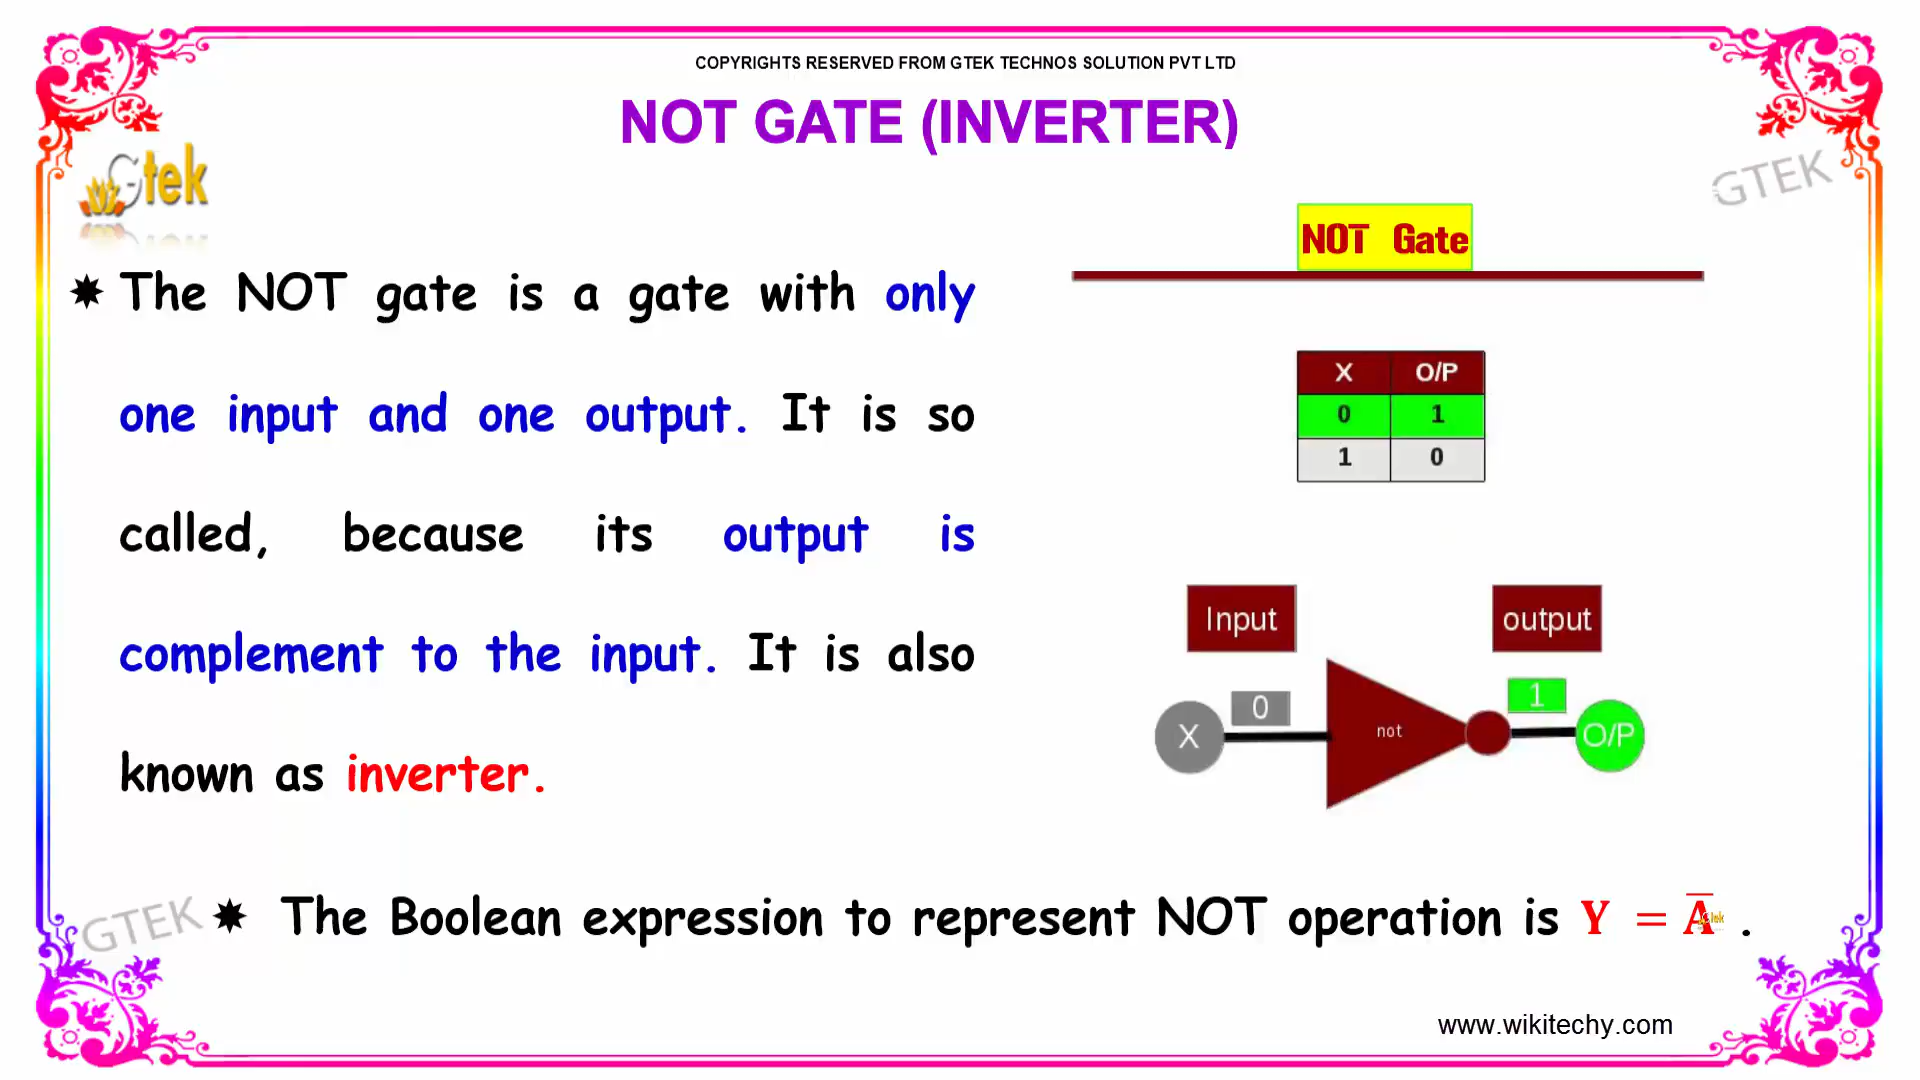 COPYRIGHTS RESERVED FROM GTEK TECHNOS SOLUTION PVT LTD
NOT GATE (INVERTER)
Gtek
GTEK
✸ The NOT gate is a gate with only
one input and one output. It is so
called, because its output is
complement to the input. It is also
known as inverter.
NOT Gate
X O/P
0 1
1 0
Input output
0 1
X not O/P
GTEK
✸ The Boolean expression to represent NOT operation is Y = A̅ .
www.wikitechy.com